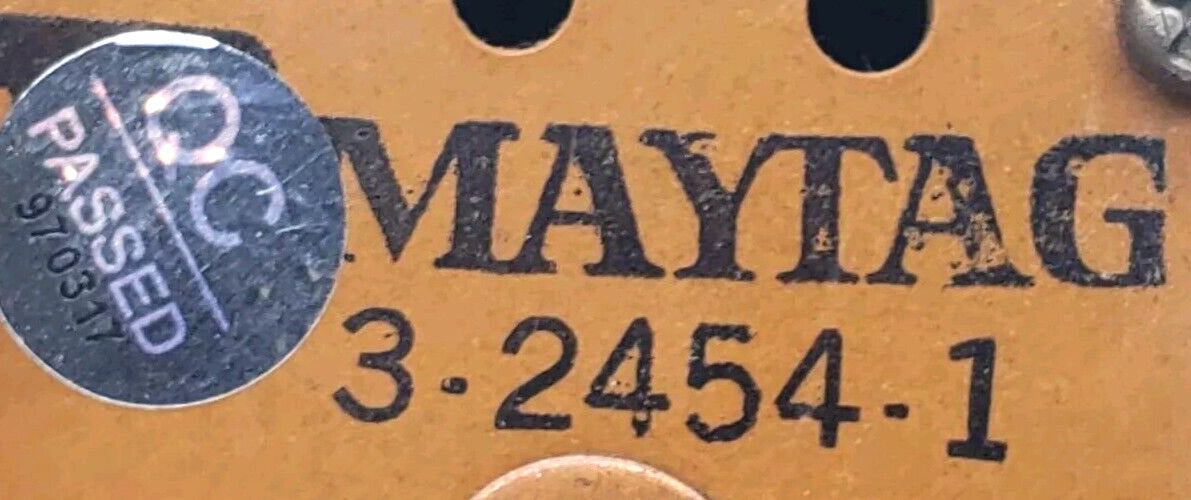 QC
PASSED
970317
MAYTAG
3-2454-1